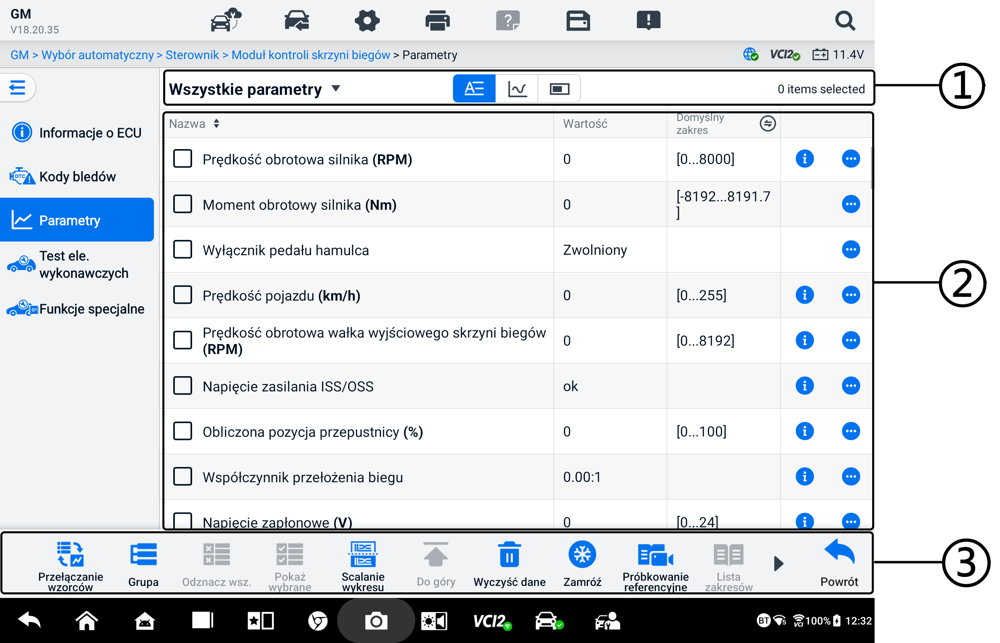 GM
V18.20.35
GM > Wybór automatyczny > Sterownik > Moduł kontroli skrzyni biegów > Parametry
VCI2
11.4V
Wszystkie parametry
A
0 items selected
1
Informacje o ECU
DTC
Kody bledów
Parametry
Test ele.
wykonawczych
SP
Funkcje specjalne
Nazwa
Wartość
Domyślny
zakres
Prędkość obrotowa silnika (RPM)
0
[0...8000]
Moment obrotowy silnika (Nm)
0
[-8192...8191.7
]
Wyłącznik pedału hamulca
Zwolniony
Prędkość pojazdu (km/h)
0
[0...255]
2
Prędkość obrotowa wałka wyjściowego skrzyni biegów
(RPM)
0
[0...8192]
Napięcie zasilania ISS/OSS
ok
Obliczona pozycja przepustnicy (%)
0
[0...100]
Współczynnik przełożenia biegu
0.00:1
Napięcie zapłonowe (V)
0
[0...24]
Przełączanie
wzorców
Grupa
Odznacz wsz.
Pokaż
wybrane
Scalanie
wykresu
Do góry
Wyczyść dane
Zamróź
Próbkowanie
referencyjne
Lista
zakresów
Powrót
3
VCI2
BT
5
VCI
100%
12:32